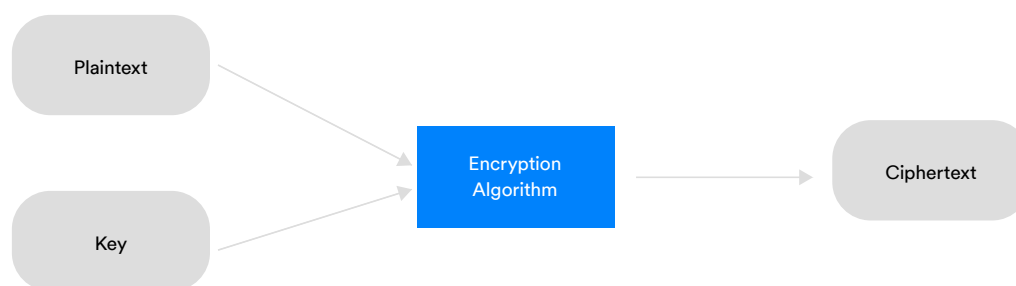 Plaintext
Key
Encryption
Algorithm
Ciphertext